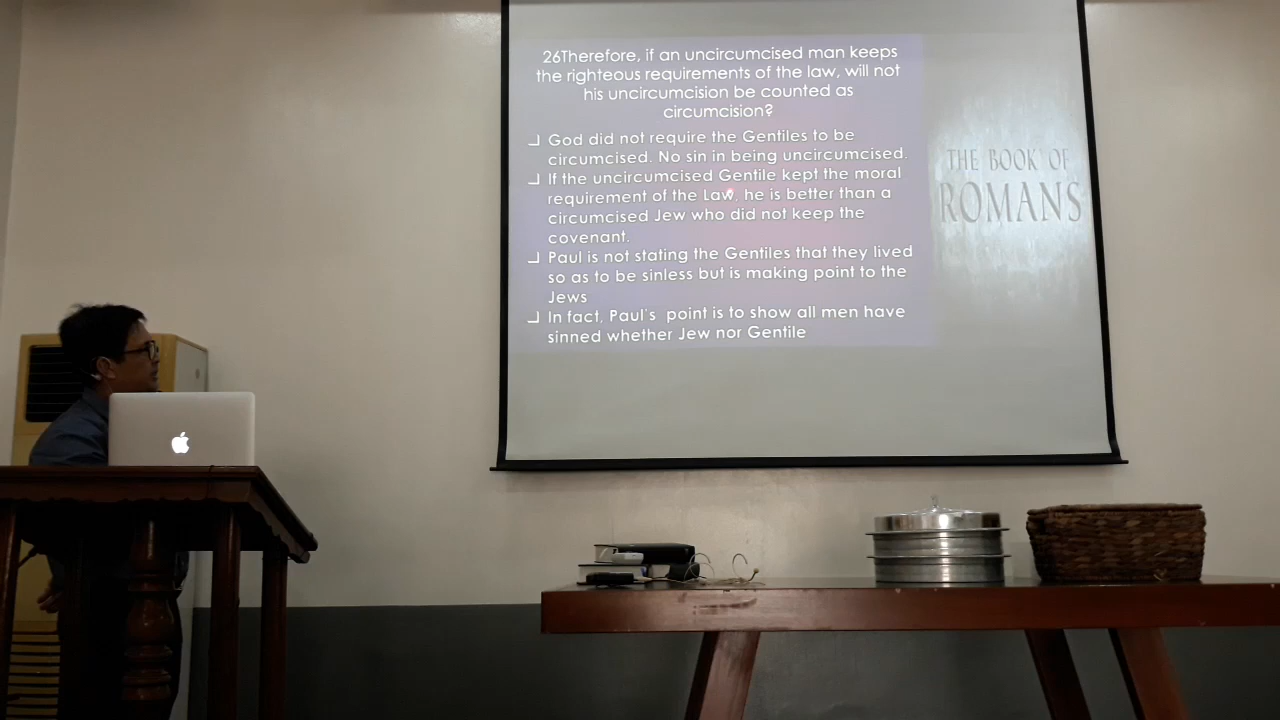 26Therefore, if an uncircumcised man keeps
the righteous requirements of the law, will not
his uncircumcision be counted as
circumcision?
God did not require the Gentiles to be
circumcised. No sin in being uncircumcised.
If the uncircumcised Gentile kept the moral
requirement of the Law, he is better than a
circumcised Jew who did not keep the
covenant.
Paul is not stating the Gentiles that they lived
so as to be sinless but is making point to the
Jews
In fact, Paul's point is to show all men have
sinned whether Jew nor Gentile
THE BOOK OF
ROMANS